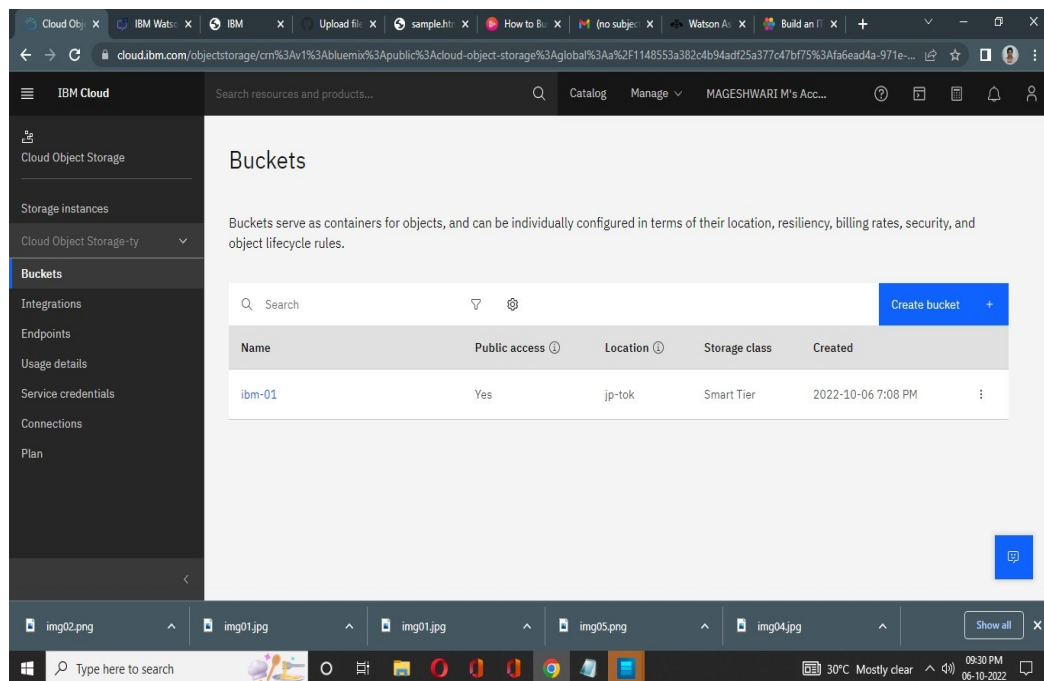 Cloud Obj
IBM Watso
IBM
Upload file
sample.htm
How to Bu
(no subjec
Watson As
Build an IT
cloud.ibm.com/objectstorage/crn%3Av1%3Abluemix%3Apublic%3Acloud-object-storage%3Aglobal%3Aa%2F1148553a382c4b94adf25a377c47bf75%3Afa6ead4a-971e-...
IBM Cloud
Search resources and products...
Catalog
Manage
MAGESHWARI M's Acc...
Cloud Object Storage
Storage instances
Cloud Object Storage-ty
Buckets
Integrations
Endpoints
Usage details
Service credentials
Connections
Plan
Buckets
Buckets serve as containers for objects, and can be individually configured in terms of their location, resiliency, billing rates, security, and
object lifecycle rules.
Search
Create bucket +
Name Public access Location Storage class Created
ibm-01 Yes jp-tok Smart Tier 2022-10-06 7:08 PM
img02.png
img01.jpg
img01.jpg
img05.png
img04.jpg
Show all
Type here to search
30°C Mostly clear
09:30 PM
06-10-2022